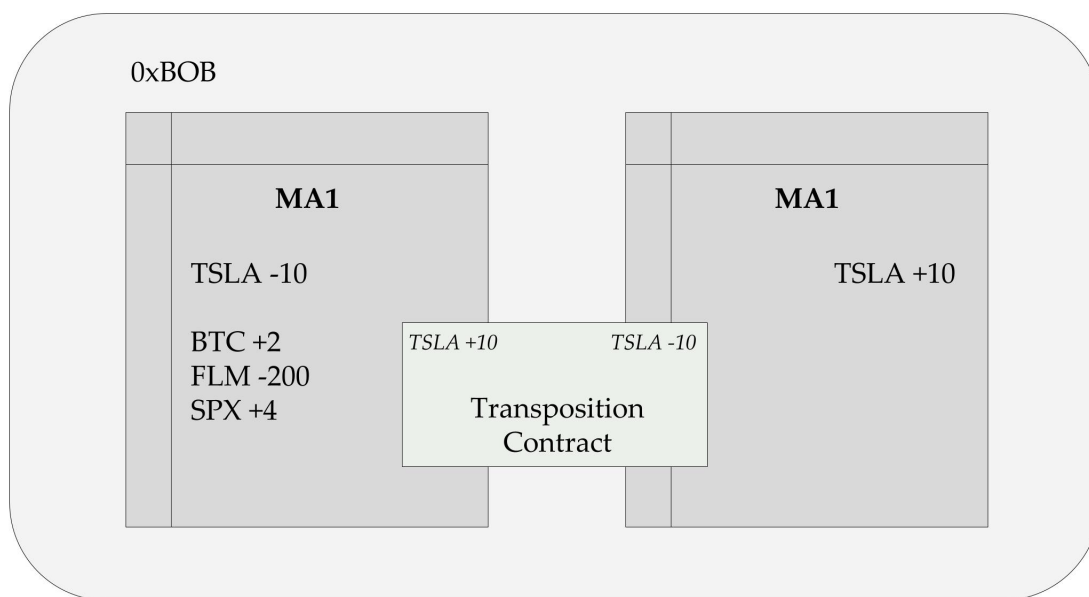 0xBOB
MA1
TSLA -10
BTC +2
FLM -200
SPX +4
TSLA +10
TSLA -10
Transposition
Contract
MA1
TSLA +10